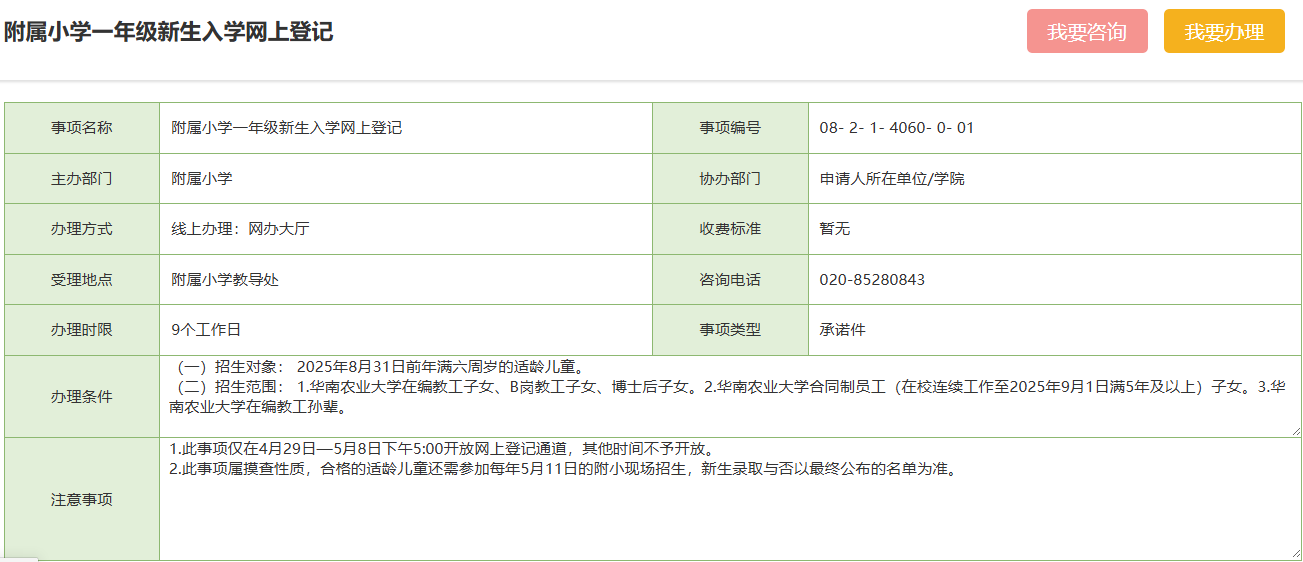 附属小学一年级新生入学网上登记
我要咨询
我要办理
事项名称
附属小学一年级新生入学网上登记
事项编号
08- 2- 1- 4060- 0- 01
主办部门
附属小学
协办部门
申请人所在单位/学院
办理方式
线上办理：网办大厅
收费标准
暂无
受理地点
附属小学教导处
咨询电话
020-85280843
办理时限
9个工作日
事项类型
承诺件
办理条件
（一）招生对象： 2025年8月31日前年满六周岁的适龄儿童。
（二）招生范围： 1.华南农业大学在编教工子女、B岗教工子女、博士后子女。2.华南农业大学合同制员工（在校连续工作至2025年9月1日满5年及以上）子女。3.华
南农业大学在编教工孙辈。
注意事项
1.此事项仅在4月29日—5月8日下午5:00开放网上登记通道，其他时间不予开放。
2.此事项属摸查性质，合格的适龄儿童还需参加每年5月11日的附小现场招生，新生录取与否以最终公布的名单为准。